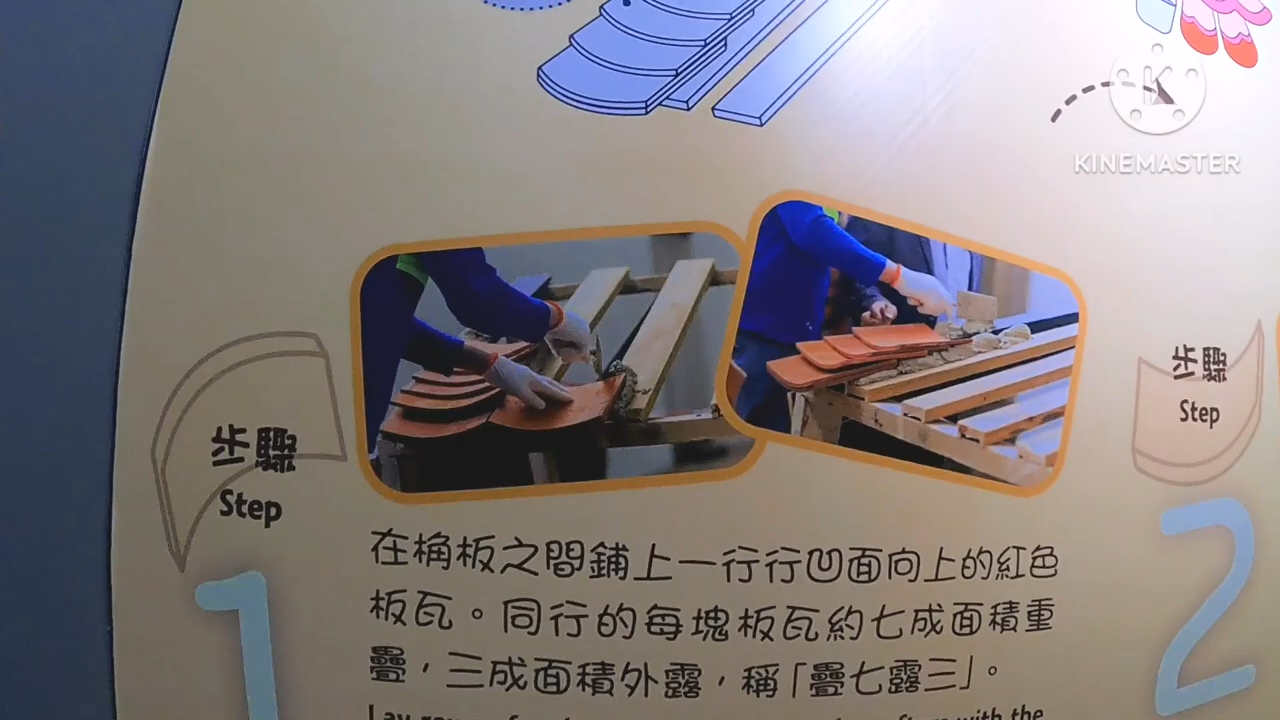 KINEMASTER
步驟
Step
1
在桷板之間鋪上一行行凹面向上的紅色
板瓦。同行的每塊板瓦約七成面積重
疊，三成面積外露，稱「疊七露三」。
with the
步驟
Step
2